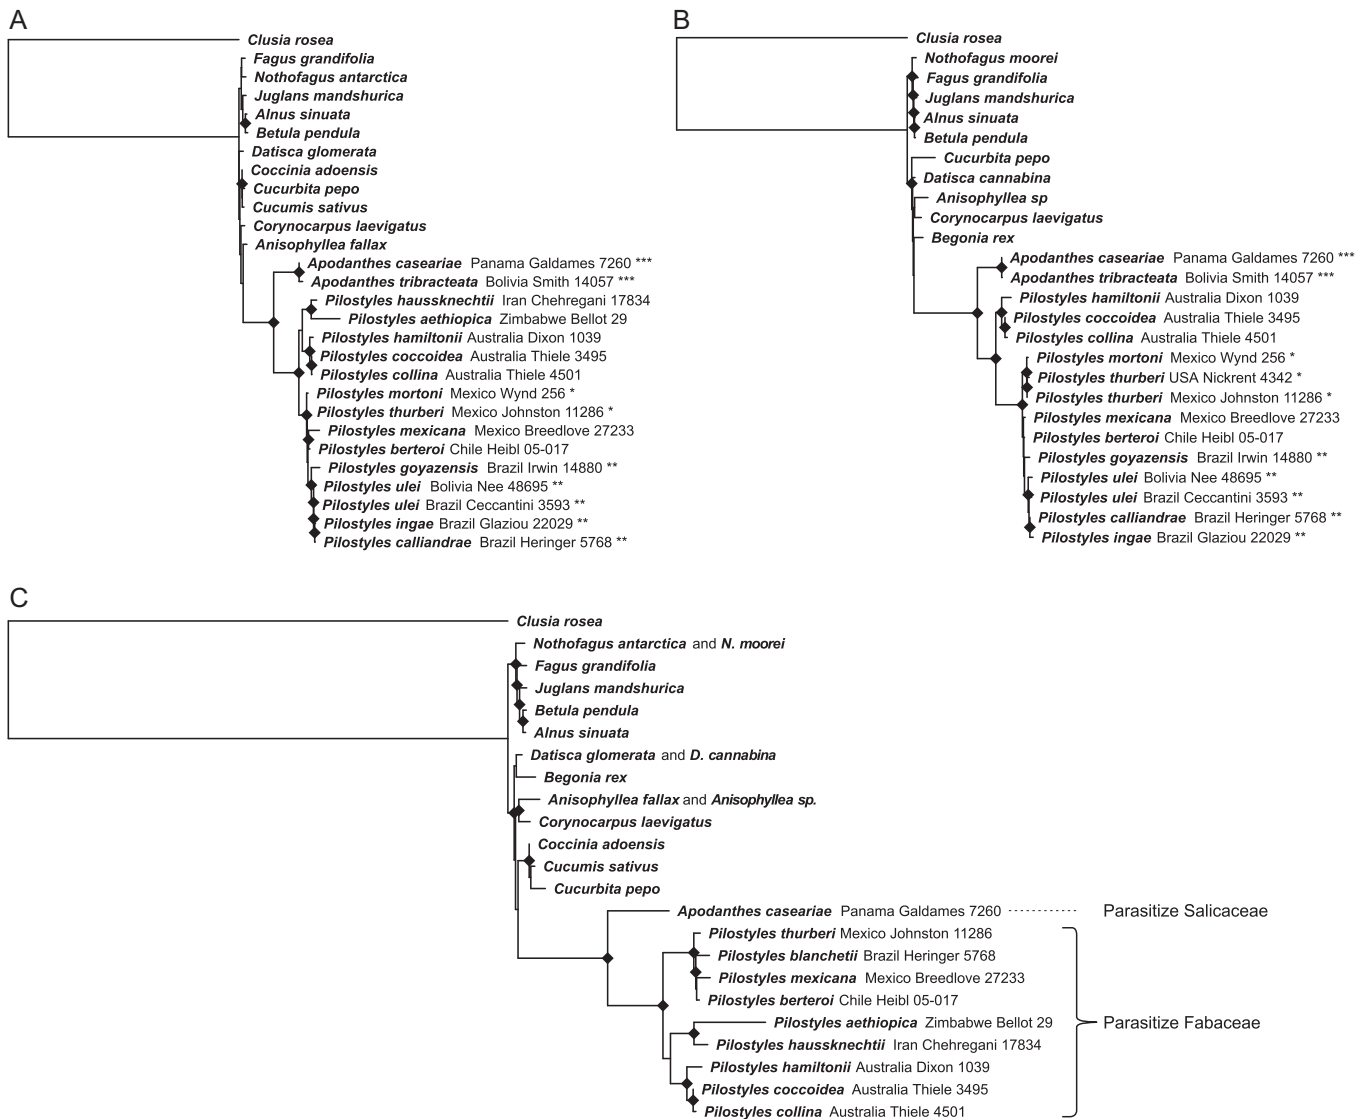 A
Clusia rosea
Fagus grandifolia
Nothofagus antarctica
Juglans mandshurica
Alnus sinuata
Betula pendula
Datisca glomerata
Coccinia adoensis
Cucurbita pepo
Cucumis sativus
Corynocarpus laevigatus
Anisophyllea fallax
Apodanthes caseariae Panama Galdames 7260 ***
Apodanthes tribracteata Bolivia Smith 14057 ***
Pilostyles haussknechtii Iran Chehregani 17834
Pilostyles aethiopica Zimbabwe Bellot 29
Pilostyles hamiltonii Australia Dixon 1039
Pilostyles coccoidea Australia Thiele 3495
Pilostyles collina Australia Thiele 4501
Pilostyles mortoni Mexico Wynd 256 *
Pilostyles thurberi Mexico Johnston 11286 *
Pilostyles mexicana Mexico Breedlove 27233
Pilostyles berteroi Chile Heibl 05-017
Pilostyles goyazensis Brazil Irwin 14880 **
Pilostyles ulei Bolivia Nee 48695 **
Pilostyles ulei Brazil Ceccantini 3593 **
Pilostyles ingae Brazil Glaziou 22029 **
Pilostyles calliandrae Brazil Heringer 5768 **
B
Clusia rosea
Nothofagus moorei
Fagus grandifolia
Juglans mandshurica
Alnus sinuata
Betula pendula
Cucurbita pepo
Datisca cannabina
Anisophyllea sp
Corynocarpus laevigatus
Begonia rex
Apodanthes caseariae Panama Galdames 7260 ***
Apodanthes tribracteata Bolivia Smith 14057 ***
Pilostyles hamiltonii Australia Dixon 1039
Pilostyles coccoidea Australia Thiele 3495
Pilostyles collina Australia Thiele 4501
Pilostyles mortoni Mexico Wynd 256 *
Pilostyles thurberi USA Nickrent 4342 *
Pilostyles thurberi Mexico Johnston 11286 *
Pilostyles mexicana Mexico Breedlove 27233
Pilostyles berteroi Chile Heibl 05-017
Pilostyles goyazensis Brazil Irwin 14880 **
Pilostyles ulei Bolivia Nee 48695 **
Pilostyles ulei Brazil Ceccantini 3593 **
Pilostyles calliandrae Brazil Heringer 5768 **
Pilostyles ingae Brazil Glaziou 22029 **
C
Clusia rosea
Nothofagus antarctica and N. moorei
Fagus grandifolia
Juglans mandshurica
Betula pendula
Alnus sinuata
Datisca glomerata and D. cannabina
Begonia rex
Anisophyllea fallax and Anisophyllea sp.
Corynocarpus laevigatus
Coccinia adoensis
Cucumis sativus
Cucurbita pepo
Apodanthes caseariae Panama Galdames 7260
Parasitize Salicaceae
Pilostyles thurberi Mexico Johnston 11286
Pilostyles blanchetii Brazil Heringer 5768
Pilostyles mexicana Mexico Breedlove 27233
Pilostyles berteroi Chile Heibl 05-017
Pilostyles aethiopica Zimbabwe Bellot 29
Parasitize Fabaceae
Pilostyles haussknechtii Iran Chehregani 17834
Pilostyles hamiltonii Australia Dixon 1039
Pilostyles coccoidea Australia Thiele 3495
Pilostyles collina Australia Thiele 4501